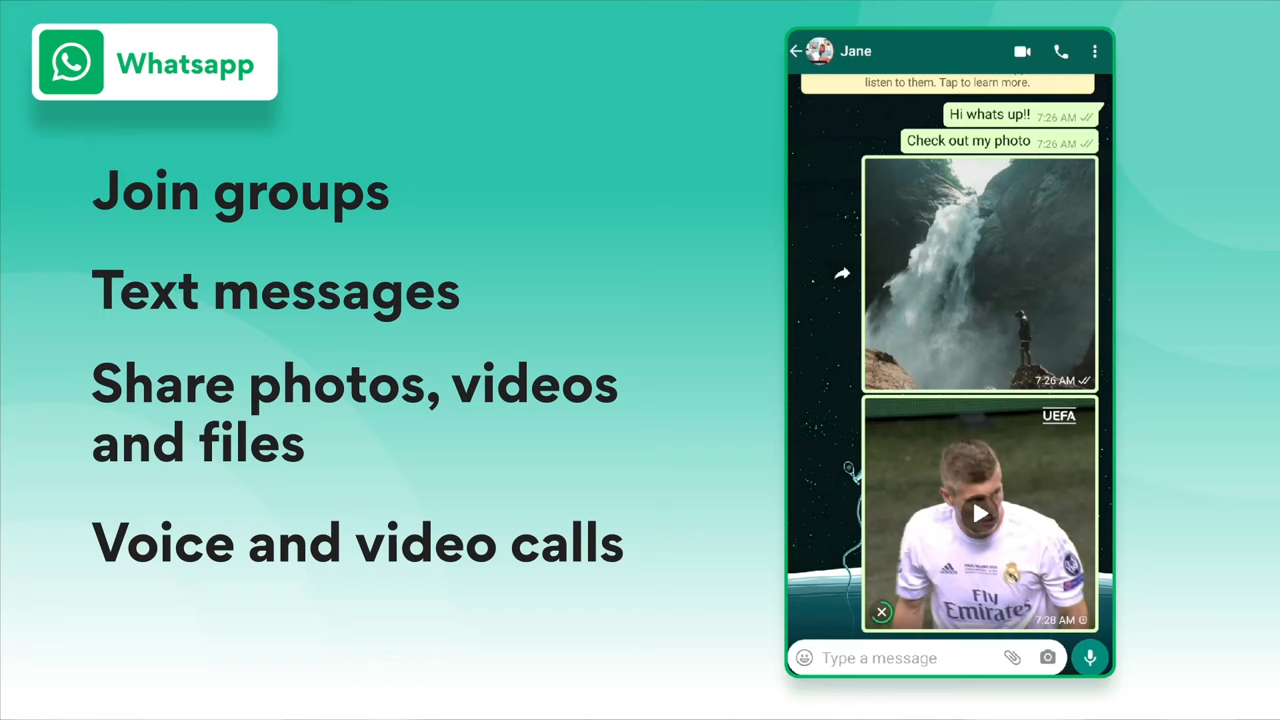 Whatsapp
Join groups
Text messages
Share photos, videos
and files
Voice and video calls
Jane
listen to them. Tap to learn more.
Hi whats up!! 7:26 AM
Check out my photo 7:26 AM
7:26 AM
UEFA
Fly
Emirates
7:28 AM
Type a message